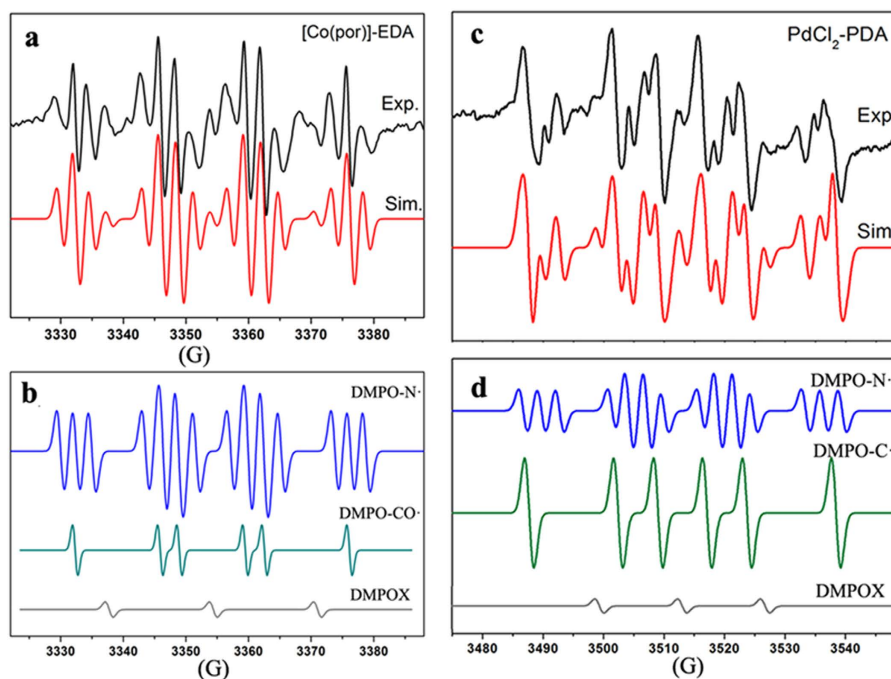 a
[Co(por)]-EDA
Exp.
Sim.
3330 3340 3350 3360 3370 3380
(G)
c
PdCl2-PDA
Exp
Sim
b
DMPO-N·
DMPO-CO·
DMPOX
3330 3340 3350 3360 3370 3380
(G)
d
DMPO-N·
DMPO-C·
DMPOX
3480 3490 3500 3510 3520 3530 3540
(G)